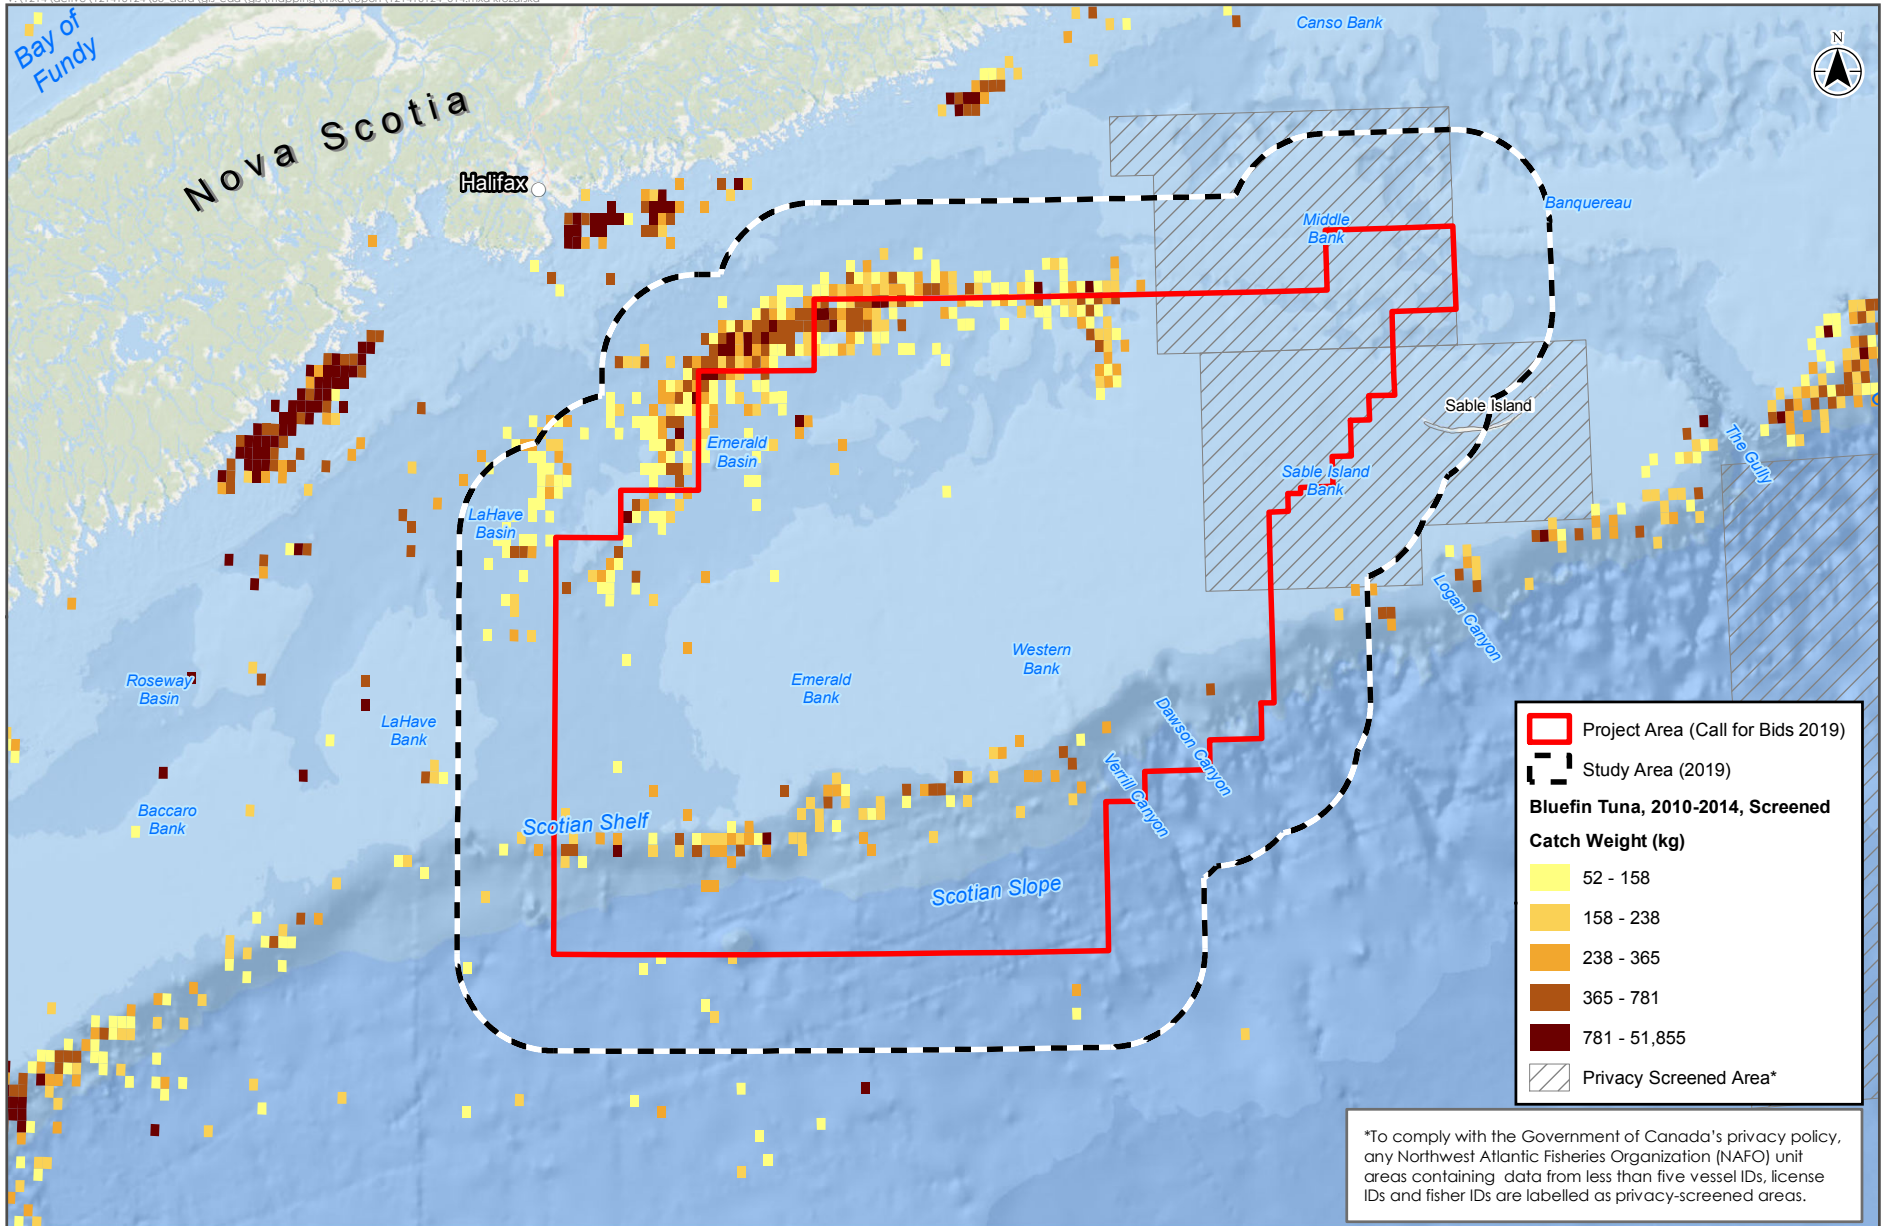 Bay of
Fundy
Nova Scotia
Halifax
Canso Bank
N
Middle
Bank
Banquereau
Sable Island
Sable Island
Bank
The Gully
Emerald
Basin
LaHave
Basin
Logan Canyon
Western
Bank
Emerald
Bank
Roseway
Basin
LaHave
Bank
Dawson Canyon
Verrill Canyon
Baccaro
Bank
Scotian Shelf
Scotian Slope
Project Area (Call for Bids 2019)
Study Area (2019)
Bluefin Tuna, 2010-2014, Screened
Catch Weight (kg)
52 - 158
158 - 238
238 - 365
365 - 781
781 - 51,855
Privacy Screened Area*
*To comply with the Government of Canada's privacy policy,
any Northwest Atlantic Fisheries Organization (NAFO) unit
areas containing data from less than five vessel IDs, license
IDs and fisher IDs are labelled as privacy-screened areas.